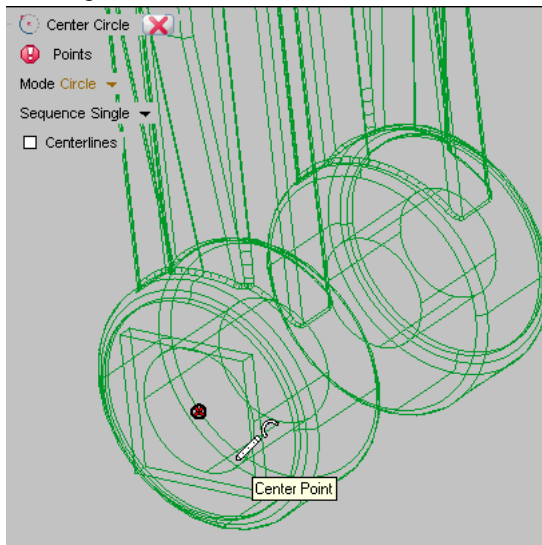 Center Circle
Points
Mode Circle
Sequence Single
Centerlines
Center Point